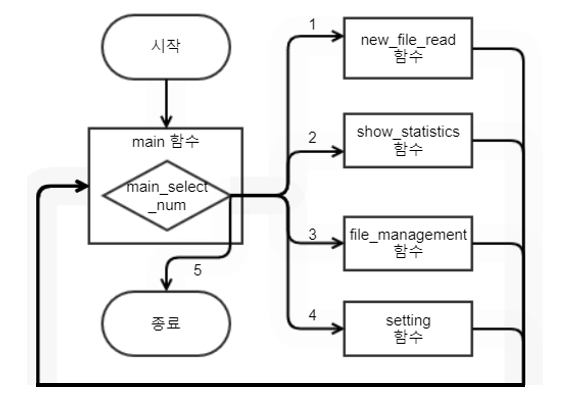 시작
main 함수
main_select
_num
1
new_file_read
함수
2
show_statistics
함수
3
file_management
함수
4
setting
함수
5
종료